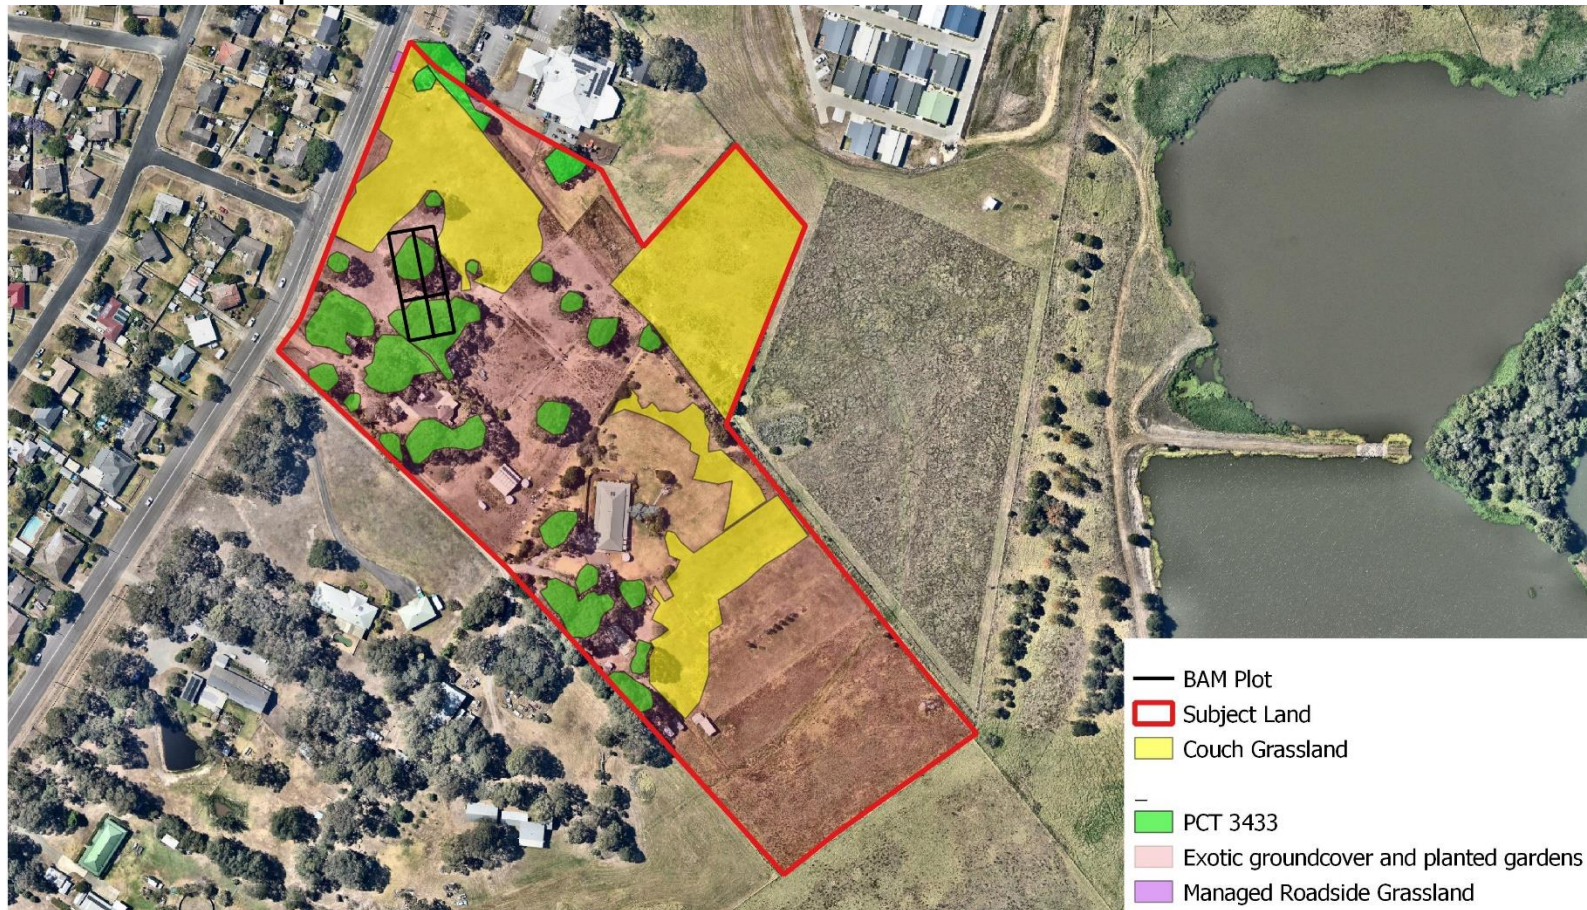 BAM Plot
Subject Land
Couch Grassland
_
PCT 3433
Exotic groundcover and planted gardens
Managed Roadside Grassland